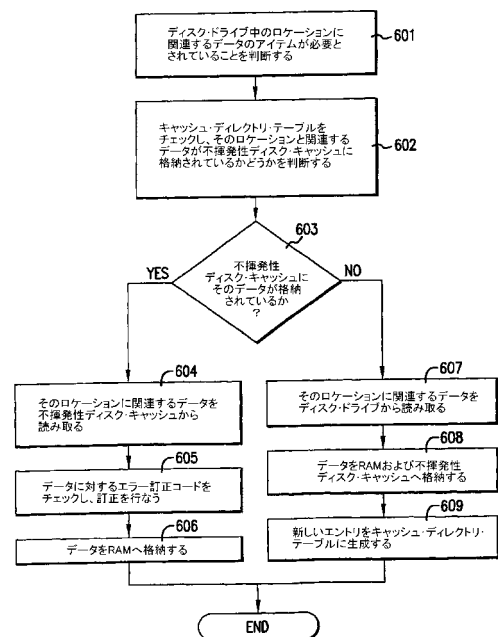 ディスク・ドライブ中のロケーションに
関連するデータのアイテムが必要と
されていることを判断する
601
キャッシュ・ディレクトリ・テーブルを
チェックし、そのロケーションと関連する
データが不揮発性ディスク・キャッシュに
格納されているかどうかを判断する
602
603
不揮発性
ディスク・キャッシュに
そのデータが格納
されているか
?
YES
NO
604
そのロケーションに関連するデータを
不揮発性ディスク・キャッシュから
読み取る
605
データに対するエラー訂正コードを
チェックし、訂正を行なう
606
データをRAMへ格納する
607
そのロケーションに関連するデータを
ディスク・ドライブから読み取る
608
データをRAMおよび不揮発性
ディスク・キャッシュへ格納する
609
新しいエントリをキャッシュ・ディレクトリ・
テーブルに生成する
END